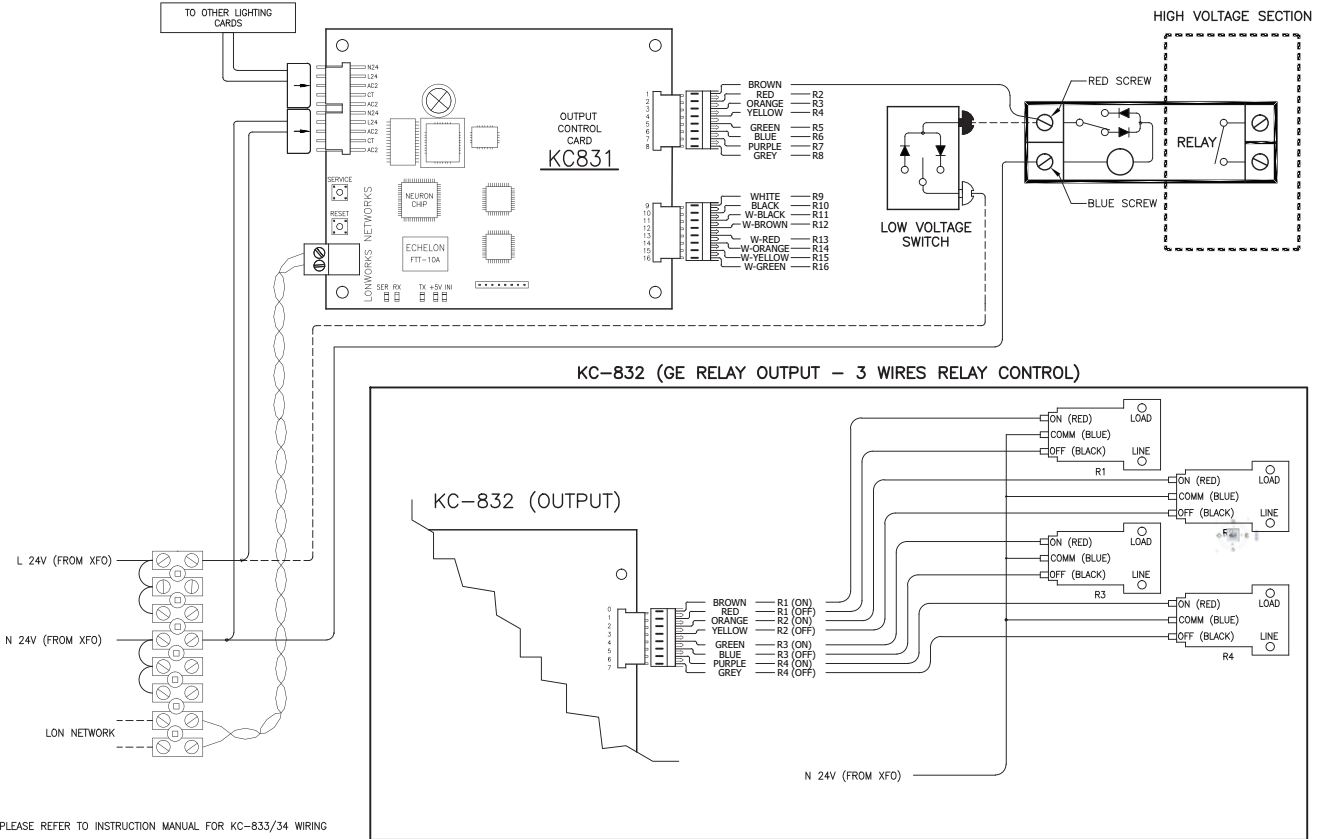 TO OTHER LIGHTING
CARDS
HIGH VOLTAGE SECTION
N24
L24
AC2
CT
AC2
N24
L24
AC2
CT
AC2
OUTPUT
CONTROL
CARD
KC831
SERVICE
RESET
NEURON
CHIP
ECHELON
FTT-10A
LONWORKS NETWORKS
SER RX TX +5V INI
1
2
3
4
5
6
7
8
BROWN
RED R2
ORANGE R3
YELLOW R4
GREEN R5
BLUE R6
PURPLE R7
GREY R8
9
10
11
12
13
14
15
16
WHITE R9
BLACK R10
W-BLACK R11
W-BROWN R12
W-RED R13
W-ORANGE R14
W-YELLOW R15
W-GREEN R16
LOW VOLTAGE
SWITCH
RED SCREW
BLUE SCREW
RELAY
KC-832 (GE RELAY OUTPUT - 3 WIRES RELAY CONTROL)
KC-832 (OUTPUT)
0
1
2
3
4
5
6
7
BROWN R1 (ON)
RED R1 (OFF)
ORANGE R2 (ON)
YELLOW R2 (OFF)
GREEN R3 (ON)
BLUE R3 (OFF)
PURPLE R4 (ON)
GREY R4 (OFF)
ON (RED) LOAD
COMM (BLUE)
OFF (BLACK) LINE
R1
ON (RED) LOAD
COMM (BLUE)
OFF (BLACK) LINE
ON (RED) LOAD
COMM (BLUE)
OFF (BLACK) LINE
R3
ON (RED) LOAD
COMM (BLUE)
OFF (BLACK) LINE
R4
N 24V (FROM XFO)
L 24V (FROM XFO)
N 24V (FROM XFO)
LON NETWORK
PLEASE REFER TO INSTRUCTION MANUAL FOR KC-833/34 WIRING